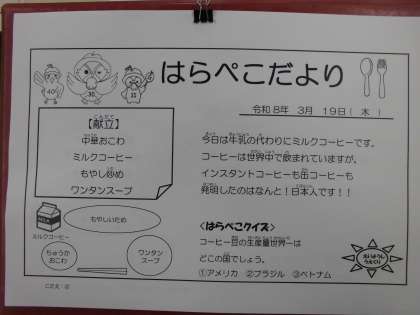 はらぺこだより
令和8年 3月 19日(木)
【献立】
中華おこわ
ミルクコーヒー
もやし炒め
ワンタンスープ
今日は牛乳の代わりにミルクコーヒーです。
コーヒーは世界中で飲まれていますが、
インスタントコーヒーも缶コーヒーも
発明したのはなんと!日本人です!!
もやしいため
ミルクコーヒー
ちゅうか
おこわ
ワンタン
スープ
<はらぺこクイズ>
コーヒー豆の生産量世界一は
どこの国でしょう。
①アメリカ ②ブラジル ③ベトナム